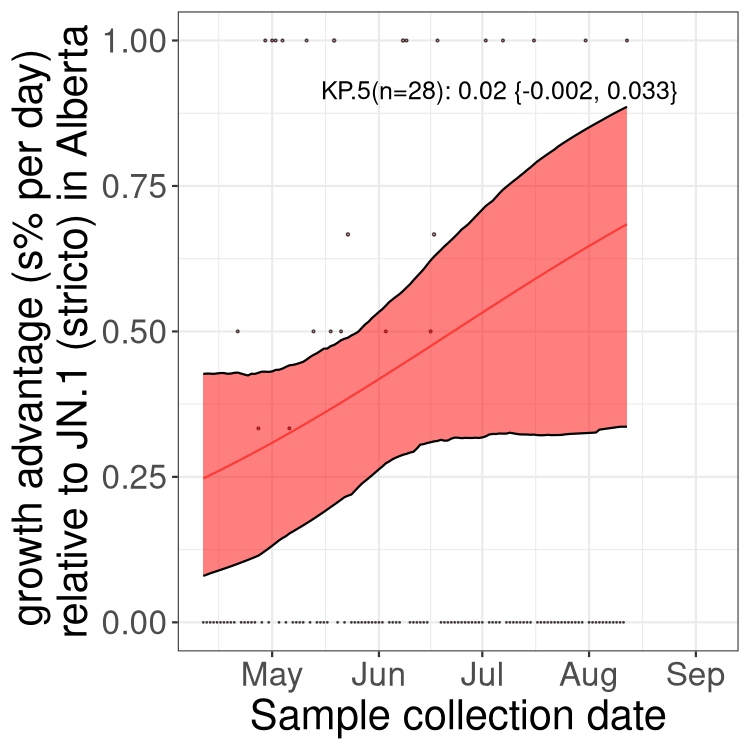 growth advantage (s% per day)
relative to JN.1 (stricto) in Alberta
1.00
0.75
0.50
0.25
0.00
KP.5(n=28): 0.02 {-0.002, 0.033}
May Jun Jul Aug Sep
Sample collection date